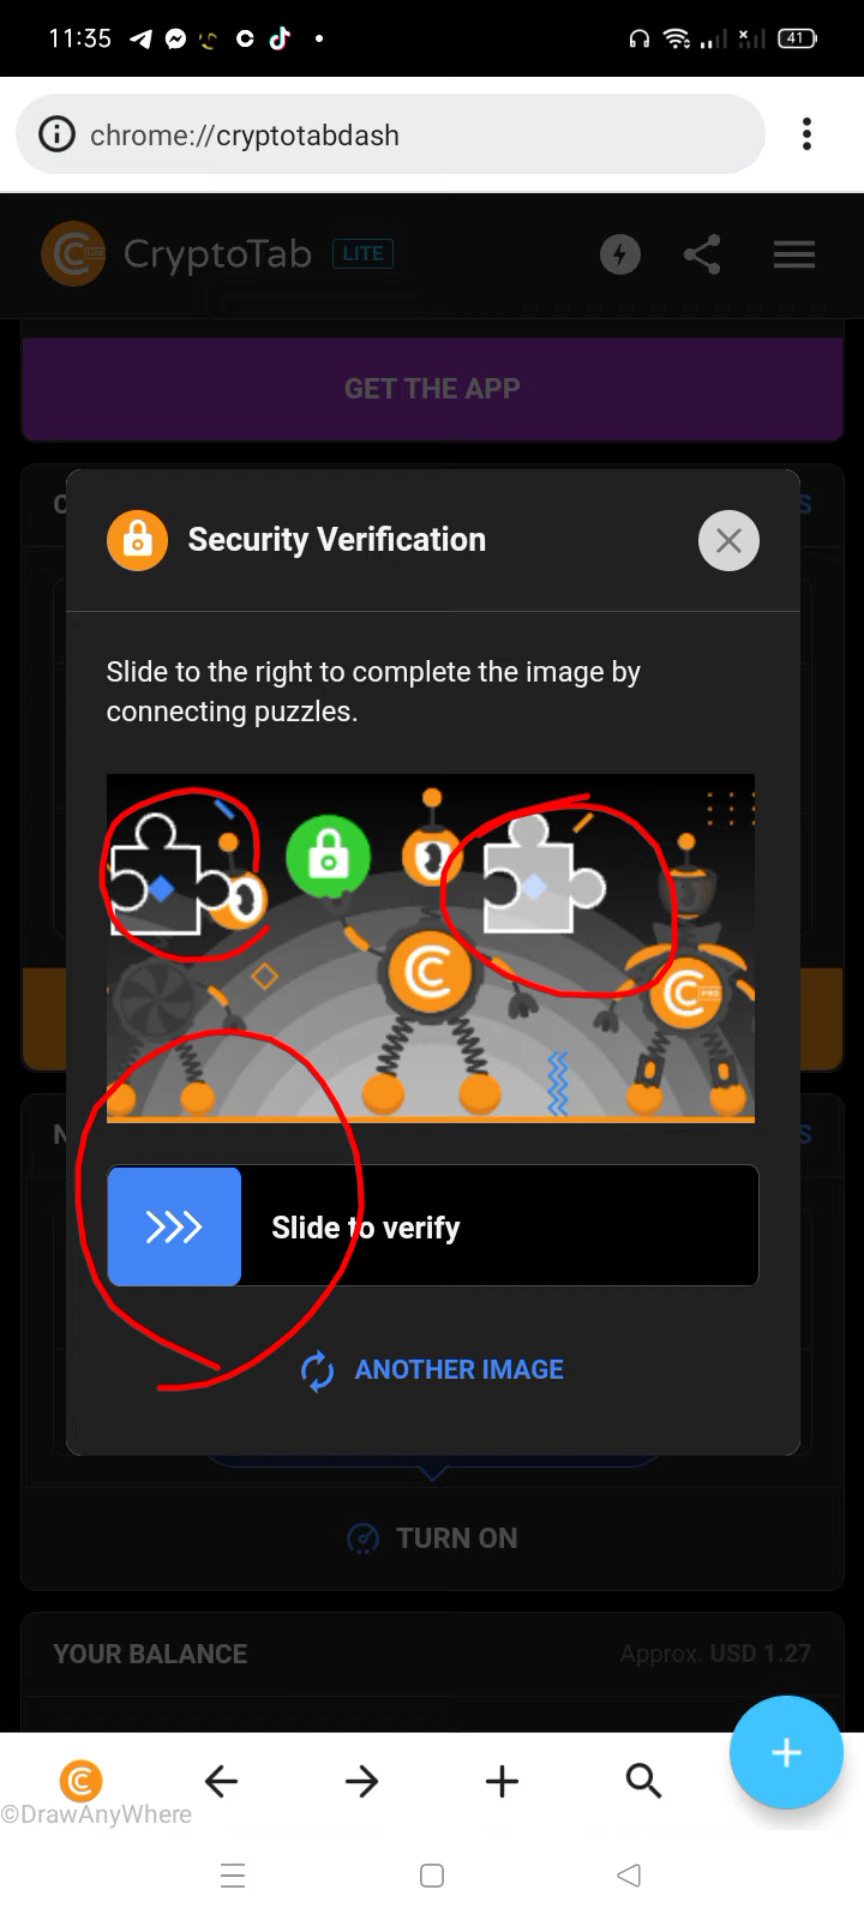 11:35
41
chrome://cryptotabdash
CryptoTab LITE
GET THE APP
Security Verification
Slide to the right to complete the image by
connecting puzzles.
PRO
Slide to verify
ANOTHER IMAGE
TURN ON
YOUR BALANCE
Approx. USD 1.27
©DrawAnyWhere